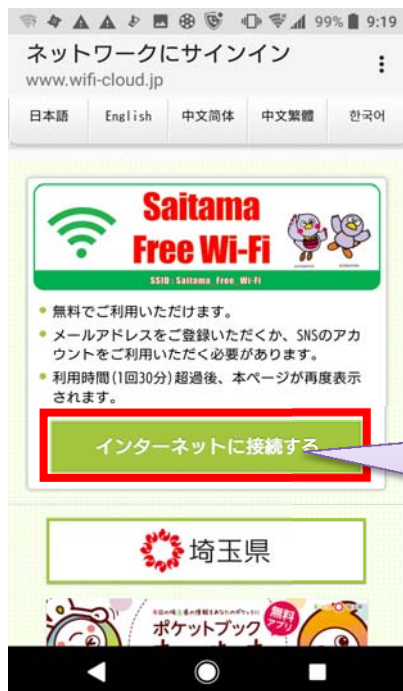 99% 9:19
ネットワークにサインイン
www.wifi-cloud.jp
日本語 English 中文简体 中文繁體 한국어
Saitama
Free Wi-Fi
SSID : Saitama_Free_Wi-Fi
• 無料でご利用いただけます。
• メールアドレスをご登録いただくか、SNSのアカ
ウントをご利用いただく必要があります。
• 利用時間(1回30分)超過後、本ページが再度表示
されます。
インターネットに接続する
埼玉県
ポケットブック
無料
アプリ